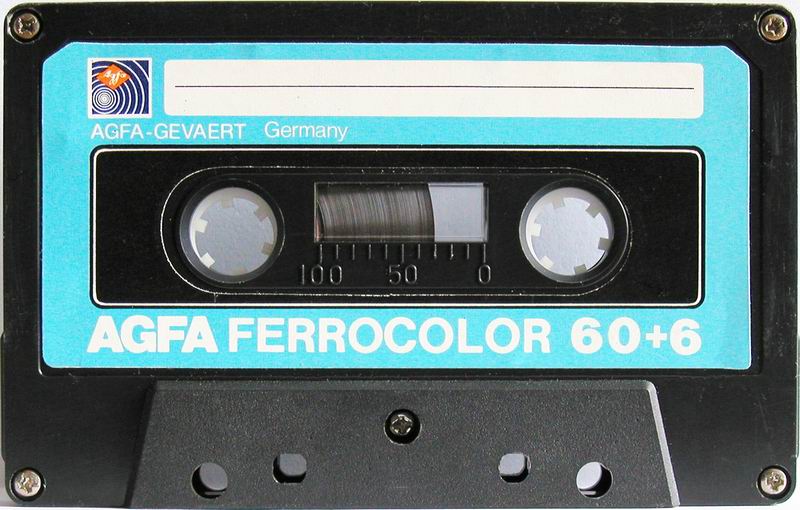 Agfa
AGFA-GEVAERT Germany
100 50 0
AGFA FERROCOLOR 60+6